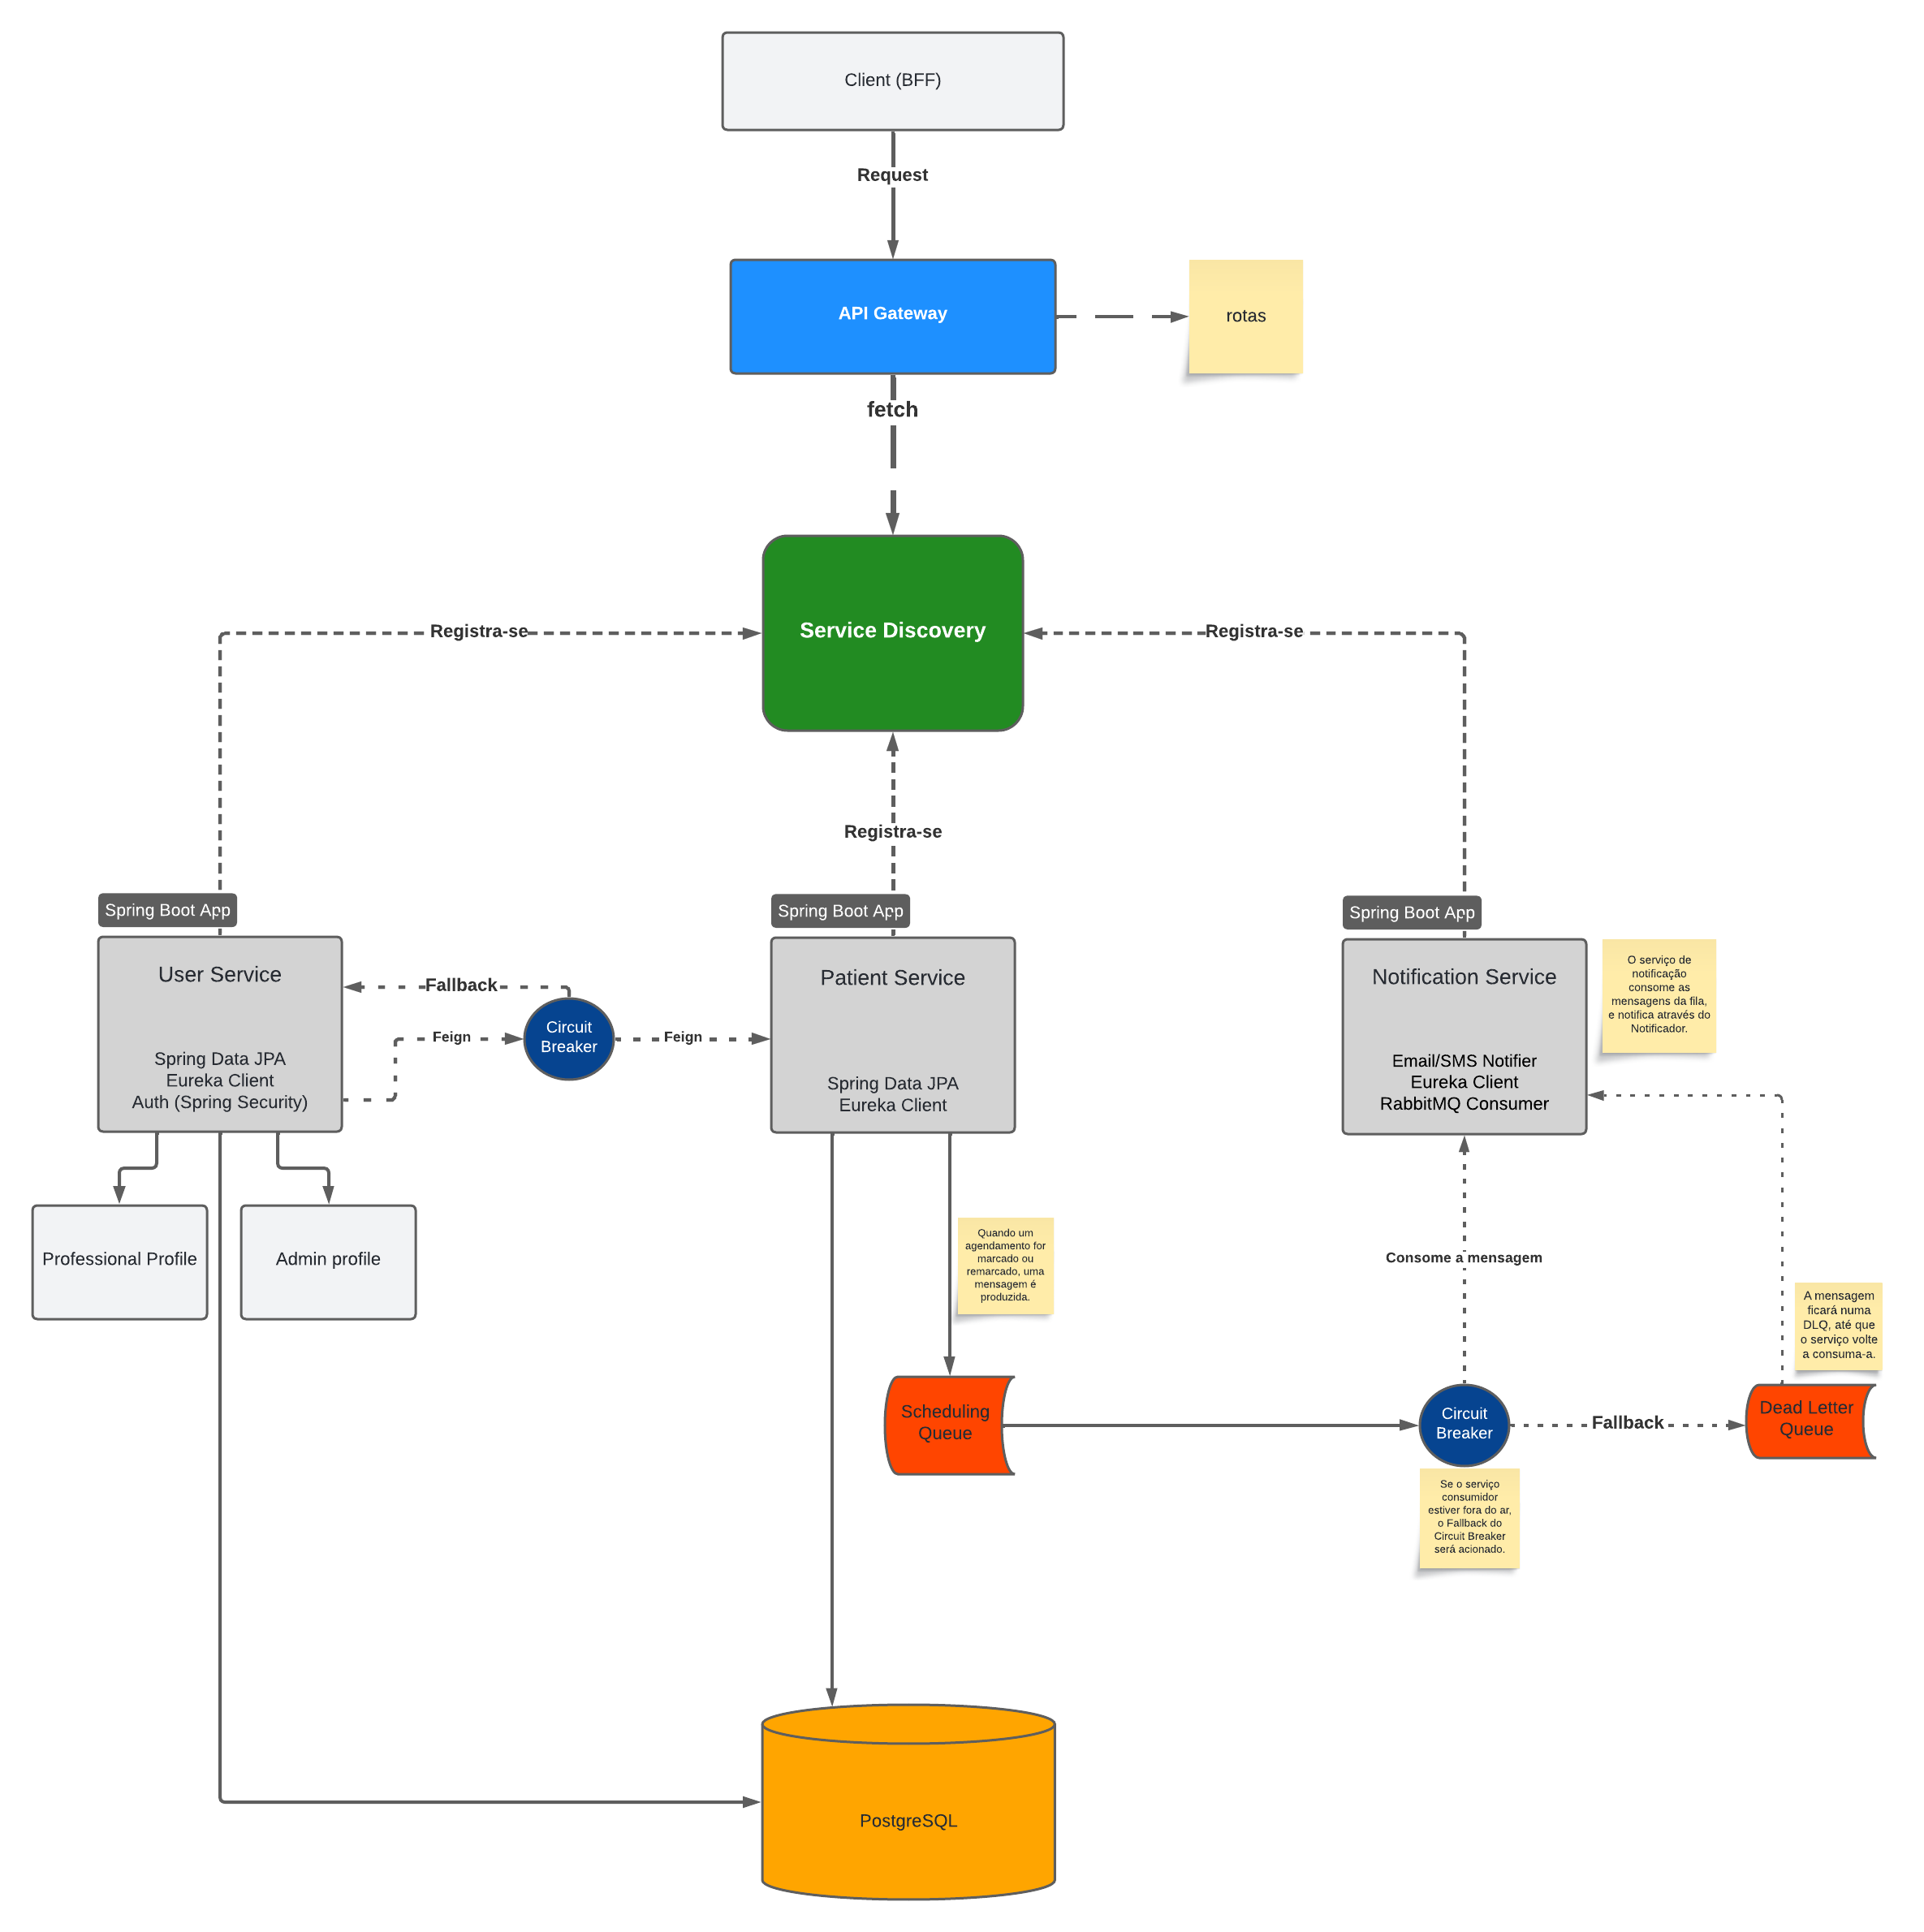 Client (BFF)
Request
API Gateway
rotas
fetch
Service Discovery
Registra-se
Registra-se
Registra-se
Spring Boot App
Spring Boot App
Spring Boot App
User Service
Spring Data JPA
Eureka Client
Auth (Spring Security)
Fallback
Feign
Circuit
Breaker
Feign
Patient Service
Spring Data JPA
Eureka Client
Notification Service
Email/SMS Notifier
Eureka Client
RabbitMQ Consumer
O serviço de
notificação
consome as
mensagens da fila,
e notifica através do
Notificador.
Professional Profile
Admin profile
Quando um
agendamento for
marcado ou
remarcado, uma
mensagem é
produzida.
Consome a mensagem
A mensagem
ficará numa
DLQ, até que
o serviço volte
a consuma-a.
Scheduling
Queue
Circuit
Breaker
Fallback
Dead Letter
Queue
Se o serviço
consumidor
estiver fora do ar,
o Fallback do
Circuit Breaker
será acionado.
PostgreSQL